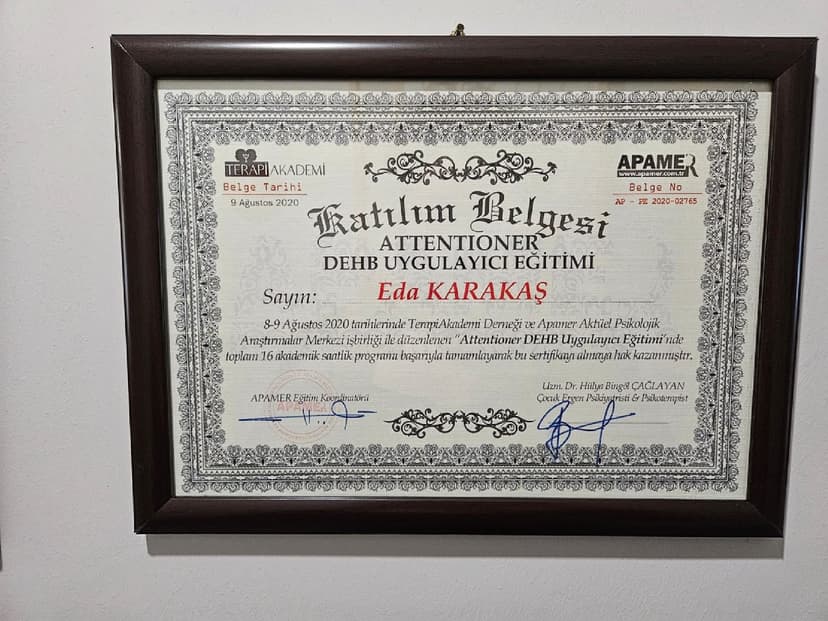 TERAPİ AKADEMİ
Belge Tarihi
9 Ağustos 2020
APAMER
www.apamer.com.tr
Belge No
AP - PE 2020-02765
Katılım Belgesi
ATTENTIONER
DEHB UYGULAYICI EĞİTİMİ
Sayın: Eda KARAKAŞ
8-9 Ağustos 2020 tarihlerinde TerapiAkademi Derneği ve Apamer Aktüel Psikolojik
Araştırmalar Merkezi işbirliği ile düzenlenen "Attentioner DEHB Uygulayıcı Eğitimi"nde
toplam 16 akademik saatlik programı başarıyla tamamlayarak bu sertifikayı almaya hak kazanmıştır.
APAMER Eğitim Koordinatörü
APAMER
Uzm. Dr. Hülya Bingöl ÇAĞLAYAN
Çocuk Ergen Psikiyatristi & Psikoterapist